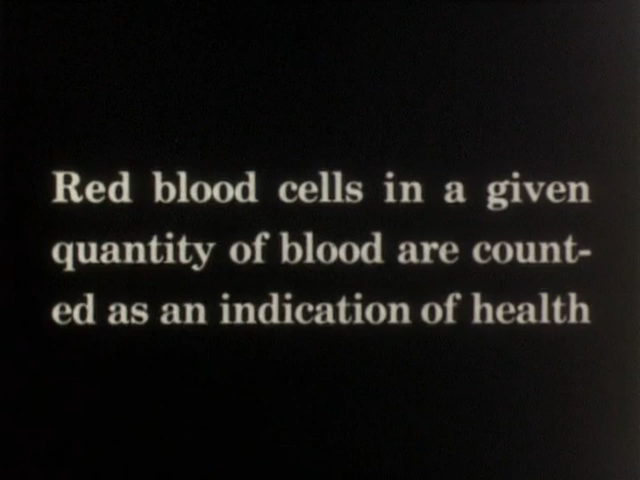 Red blood cells in a given
quantity of blood are count-
ed as an indication of health